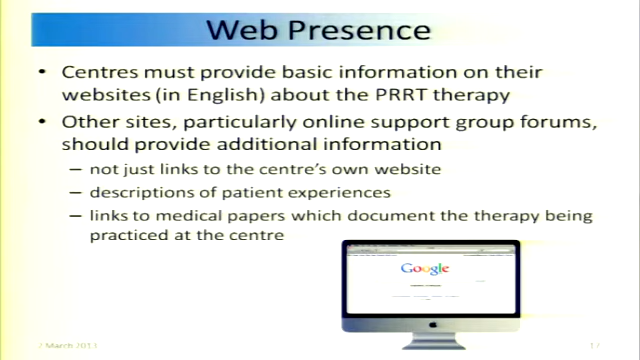 Web Presence
• Centres must provide basic information on their
websites (in English) about the PRRT therapy
• Other sites, particularly online support group forums,
should provide additional information
– not just links to the centre's own website
– descriptions of patient experiences
– links to medical papers which document the therapy being
practiced at the centre
Google
March 2013